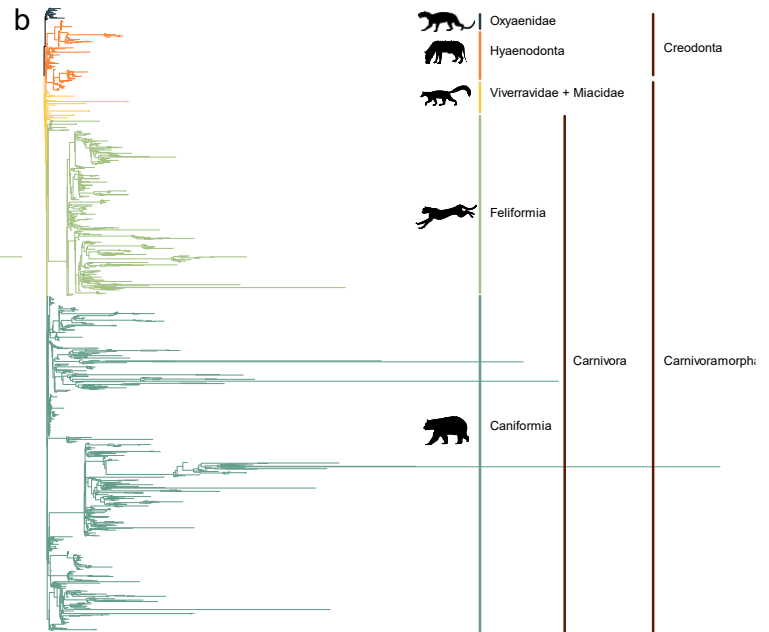 b
Oxyaenidae
Hyaenodonta
Creodonta
Viverravidae + Miacidae
Feliformia
Carnivora
Carnivoramorpha
Caniformia